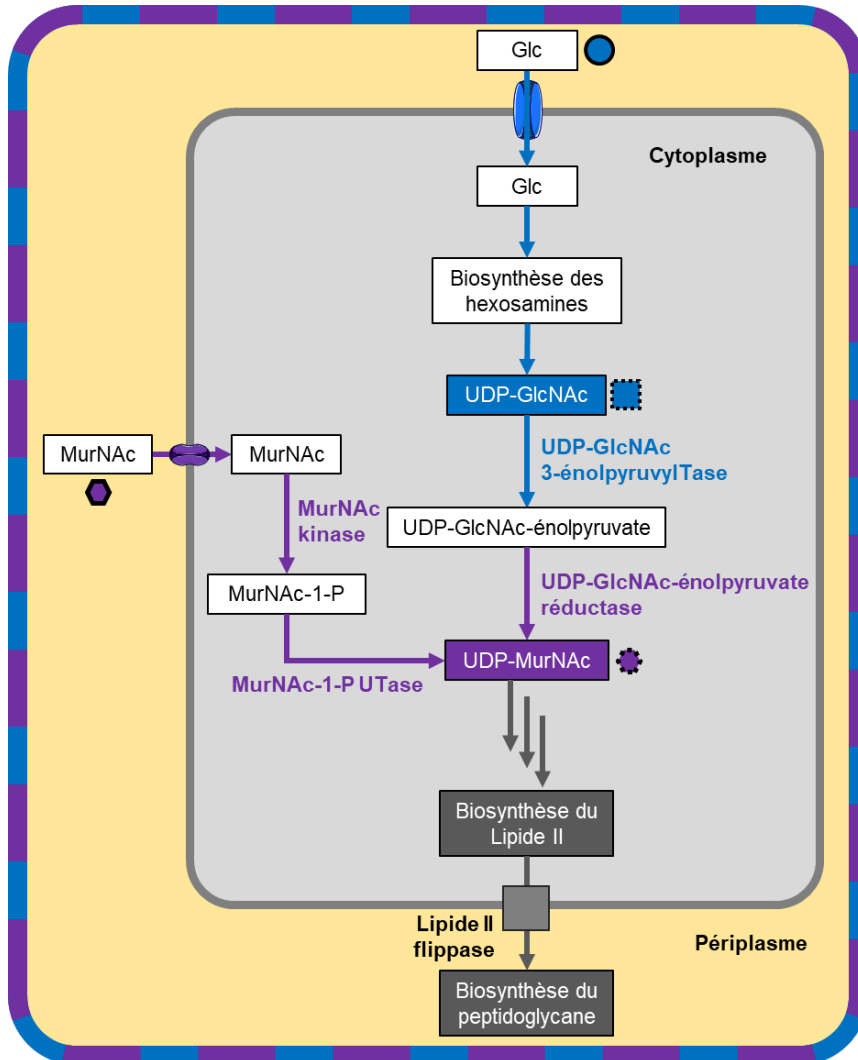 Glc
Cytoplasme
Glc
Biosynthèse des
hexosamines
UDP-GlcNAc
UDP-GlcNAc
3-énolpyruvylTase
MurNAc
MurNAc
MurNAc
kinase
UDP-GlcNAc-énolpyruvate
MurNAc-1-P
UDP-GlcNAc-énolpyruvate
réductase
UDP-MurNAc
MurNAc-1-P UTase
Biosynthèse du
Lipide II
Lipide II
flippase
Périplasme
Biosynthèse du
peptidoglycane